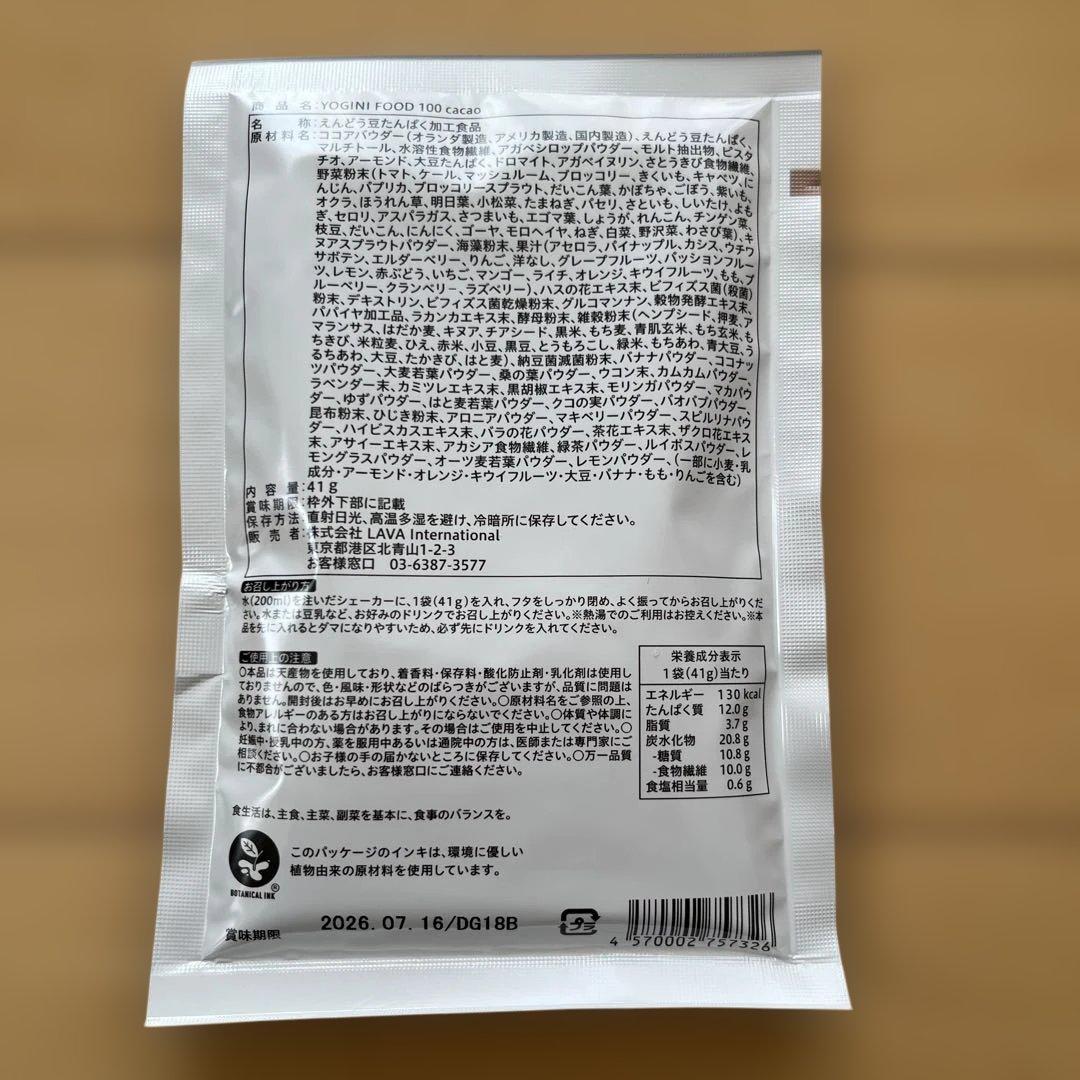 商品名:YOGINI FOOD 100 cacao
名称:えんどう豆たんぱく加工食品
原材料名:ココアパウダー(オランダ製造、アメリカ製造、国内製造)、えんどう豆たんぱく、
マルチトール、水溶性食物繊維、アガベシロップパウダー、モルト抽出物、ピスタ
チオ、アーモンド、大豆たんぱく、ドロマイト、アガベイヌリン、さとうきび食物繊維、
野菜粉末(トマト、ケール、マッシュルーム、ブロッコリー、きくいも、キャベツ、に
んじん、パプリカ、ブロッコリースプラウト、だいこん葉、かぼちゃ、ごぼう、紫いも、
オクラ、ほうれん草、明日葉、小松菜、たまねぎ、パセリ、さといも、しいたけ、よも
ぎ、セロリ、アスパラガス、さつまいも、エゴマ葉、しょうが、れんこん、チンゲン菜、
枝豆、だいこん、にんにく、ゴーヤ、モロヘイヤ、ねぎ、白菜、野沢菜、わさび葉)、キ
ヌアスプラウトパウダー、海藻粉末、果汁(アセロラ、パイナップル、カシス、ウチワ
サボテン、エルダーベリー、りんご、洋なし、グレープフルーツ、パッションフルー
ツ、レモン、赤ぶどう、いちご、マンゴー、ライチ、オレンジ、キウイフルーツ、もも、ブ
ルーベリー、クランベリー、ラズベリー)、ハスの花エキス末、ビフィズス菌(殺菌)
粉末、デキストリン、ビフィズス菌乾燥粉末、グルコマンナン、穀物発酵エキス末、
パパイヤ加工品、ラカンカエキス末、酵母粉末、雑穀粉末(ヘンプシード、押麦、ア
マランサス、はだか麦、キヌア、チアシード、黒米、もち麦、青肌玄米、もち玄米、も
ちきび、米粒麦、ひえ、赤米、小豆、黒豆、とうもろこし、緑米、もちあわ、青大豆、う
るちあわ、大豆、たかきび、はと麦)、納豆菌滅菌粉末、バナナパウダー、ココナッ
ツパウダー、大麦若葉パウダー、桑の葉パウダー、ウコン末、カムカムパウダー、
ラベンダー末、カミツレエキス末、黒胡椒エキス末、モリンガパウダー、マカパウ
ダー、ゆずパウダー、はと麦若葉パウダー、クコの実パウダー、バオバブパウダー、
昆布粉末、ひじき粉末、アロニアパウダー、マキベリーパウダー、スピルリナパウ
ダー、ハイビスカスエキス末、バラの花パウダー、茶花エキス末、ザクロ花エキス
末、アサイーエキス末、アカシア食物繊維、緑茶パウダー、ルイボスパウダー、レ
モングラスパウダー、オーツ麦若葉パウダー、レモンパウダー、(一部に小麦・乳
成分・アーモンド・オレンジ・キウイフルーツ・大豆・バナナ・もも・りんごを含む)
内容量:41g
賞味期限:枠外下部に記載
保存方法:直射日光、高温多湿を避け、冷暗所に保存してください。
販売者:株式会社 LAVA International
東京都港区北青山1-2-3
お客様窓口 03-6387-3577
お召し上がり方
水(200ml)を注いだシェーカーに、1袋(41g)を入れ、フタをしっかり閉め、よく振ってからお召し上がりくだ
さい。水または豆乳など、お好みのドリンクでお召し上がりください。※熱湯でのご利用はお控えください。※本
品を先に入れるとダマになりやすいため、必ず先にドリンクを入れてください。
ご使用上の注意
〇本品は天産物を使用しており、着香料・保存料・酸化防止剤・乳化剤は使用し
ておりませんので、色・風味・形状などのばらつきがございますが、品質に問題は
ありません。開封後はお早めにお召し上がりください。〇原材料名をご参照の上、
食物アレルギーのある方はお召し上がりにならないでください。〇体質や体調に
より、まれに合わない場合があります。その場合はご使用を中止してください。〇
妊娠中・授乳中の方、薬を服用中あるいは通院中の方は、医師または専門家にご
相談ください。〇お子様の手の届かないところに保存してください。〇万一品質
に不都合がございましたら、お客様窓口にご連絡ください。
栄養成分表示
1袋(41g)当たり
エネルギー 130 kcal
たんぱく質 12.0g
脂質 3.7g
炭水化物 20.8g
-糖質 10.8g
-食物繊維 10.0g
食塩相当量 0.6g
食生活は、主食、主菜、副菜を基本に、食事のバランスを。
このパッケージのインキは、環境に優しい
植物由来の原材料を使用しています。
BOTANICAL INK ®
賞味期限 2026.07.16/DG18B
プラ
4 570002 757326